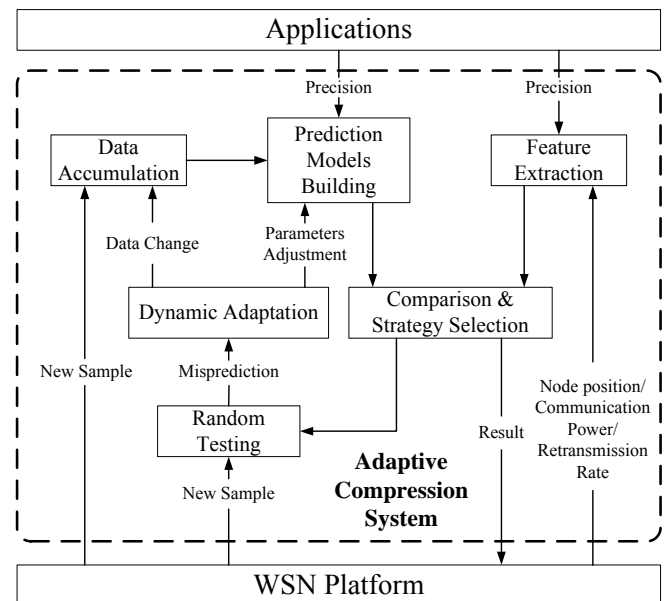 Applications
Precision
Precision
Data
Accumulation
Prediction
Models
Building
Feature
Extraction
Data Change
Parameters
Adjustment
Dynamic Adaptation
Comparison &
Strategy Selection
New Sample
Misprediction
Random
Testing
Result
Node position/
Communication
Power/
Retransmission
Rate
New Sample
Adaptive
Compression
System
WSN Platform